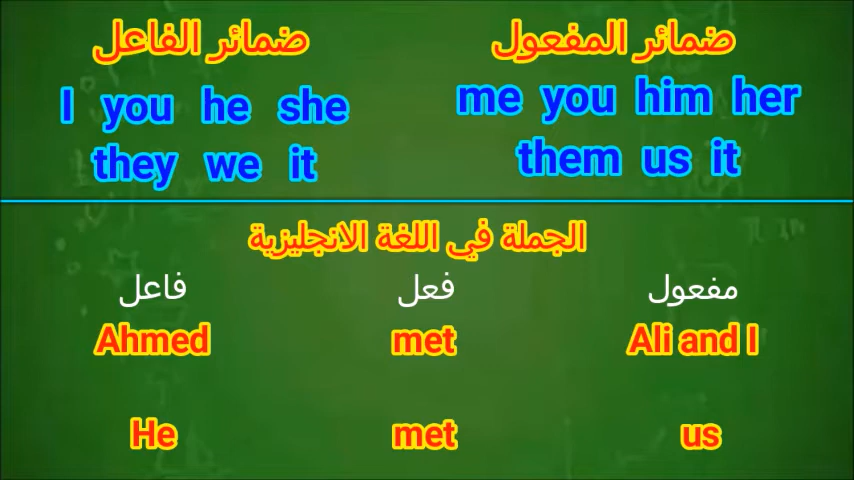 ضمائر الفاعل
ضمائر المفعول
I you he she
they we it
me you him her
them us it
الجملة في اللغة الانجليزية
فاعل فعل مفعول
Ahmed met Ali and I
He met us